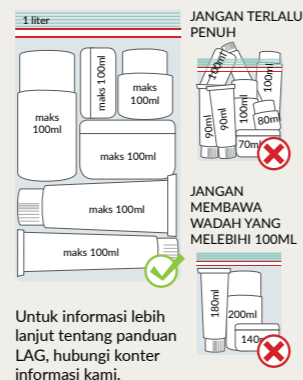 1 liter
maks
100ml
maks 100ml
maks
100ml
maks 100ml
maks 100ml
maks 100ml
Untuk informasi lebih
lanjut tentang panduan
LAG, hubungi konter
informasi kami.
JANGAN TERLALU
PENUH
100ml
100ml
90ml
90ml
100ml
80ml
70ml
JANGAN
MEMBAWA
WADAH YANG
MELEBIHI 100ML
180ml
200ml